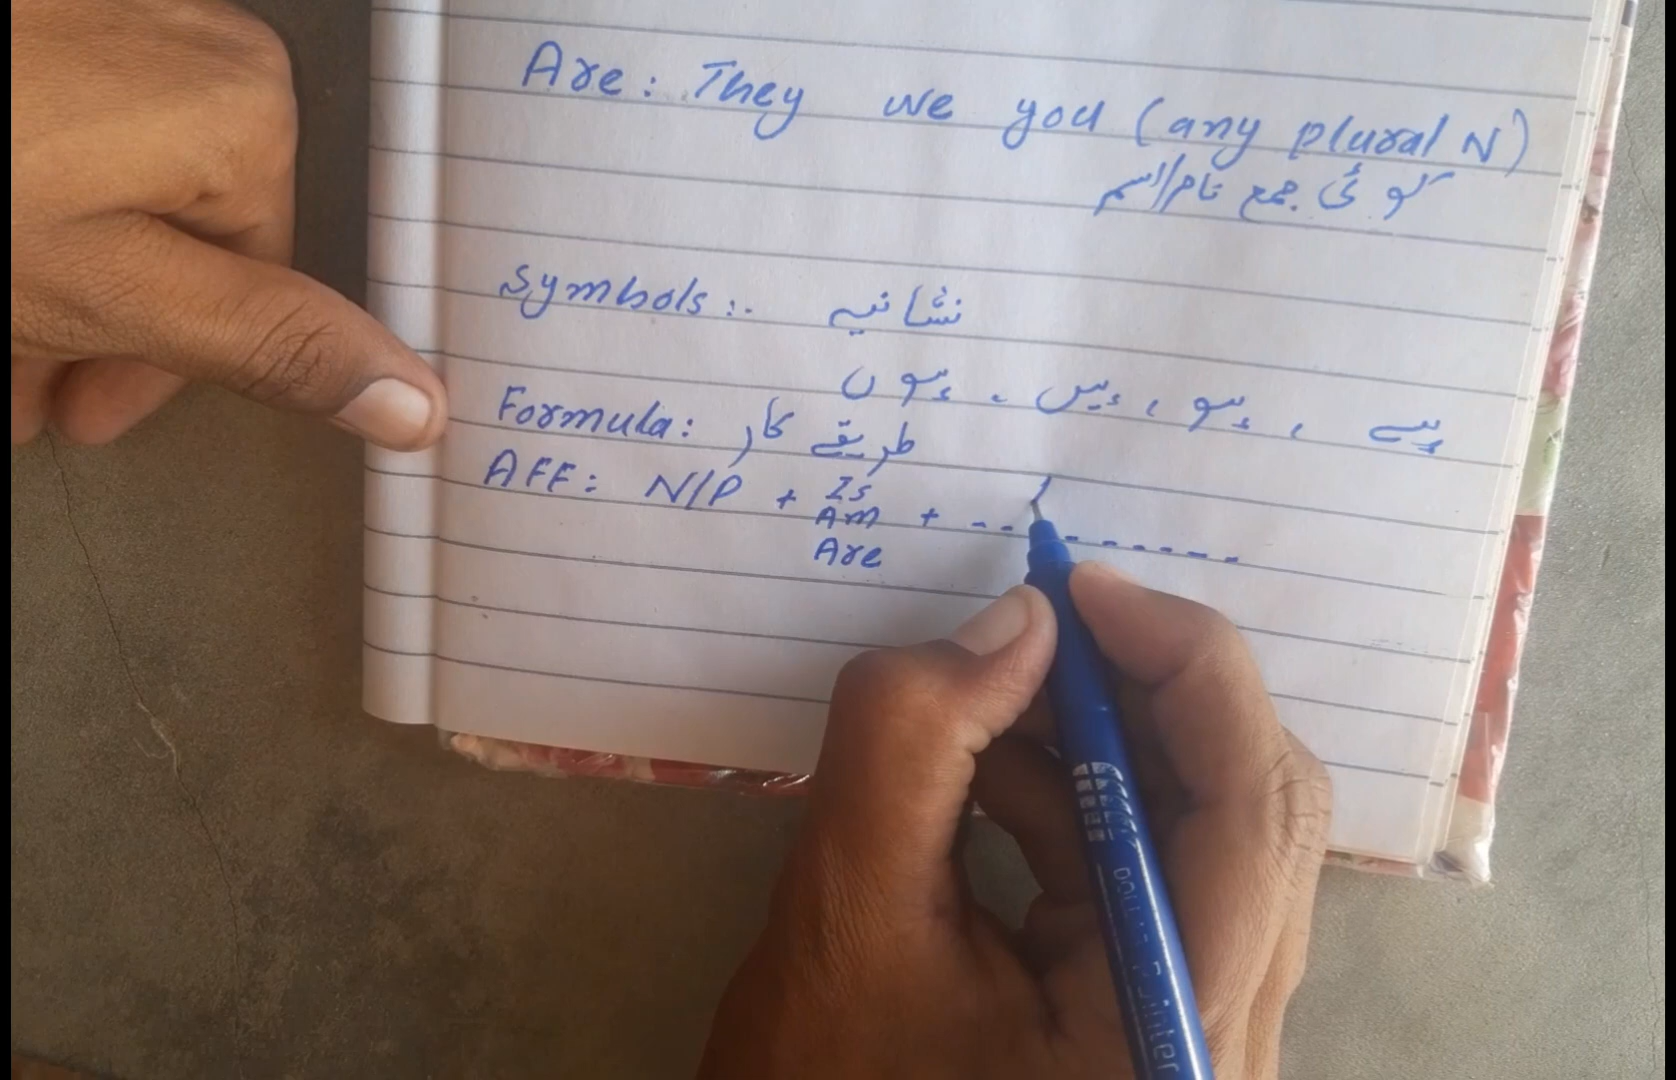 Are: They we you (any plural N)
کوئی جمع نام/اسم
Symbols:. نشانیہ
ہے ، ہو ، ہیں ، ہوں
Formula: طریقے کار
AFF: N/P + Is + - - - - - - - -
Am
Are
Pointer